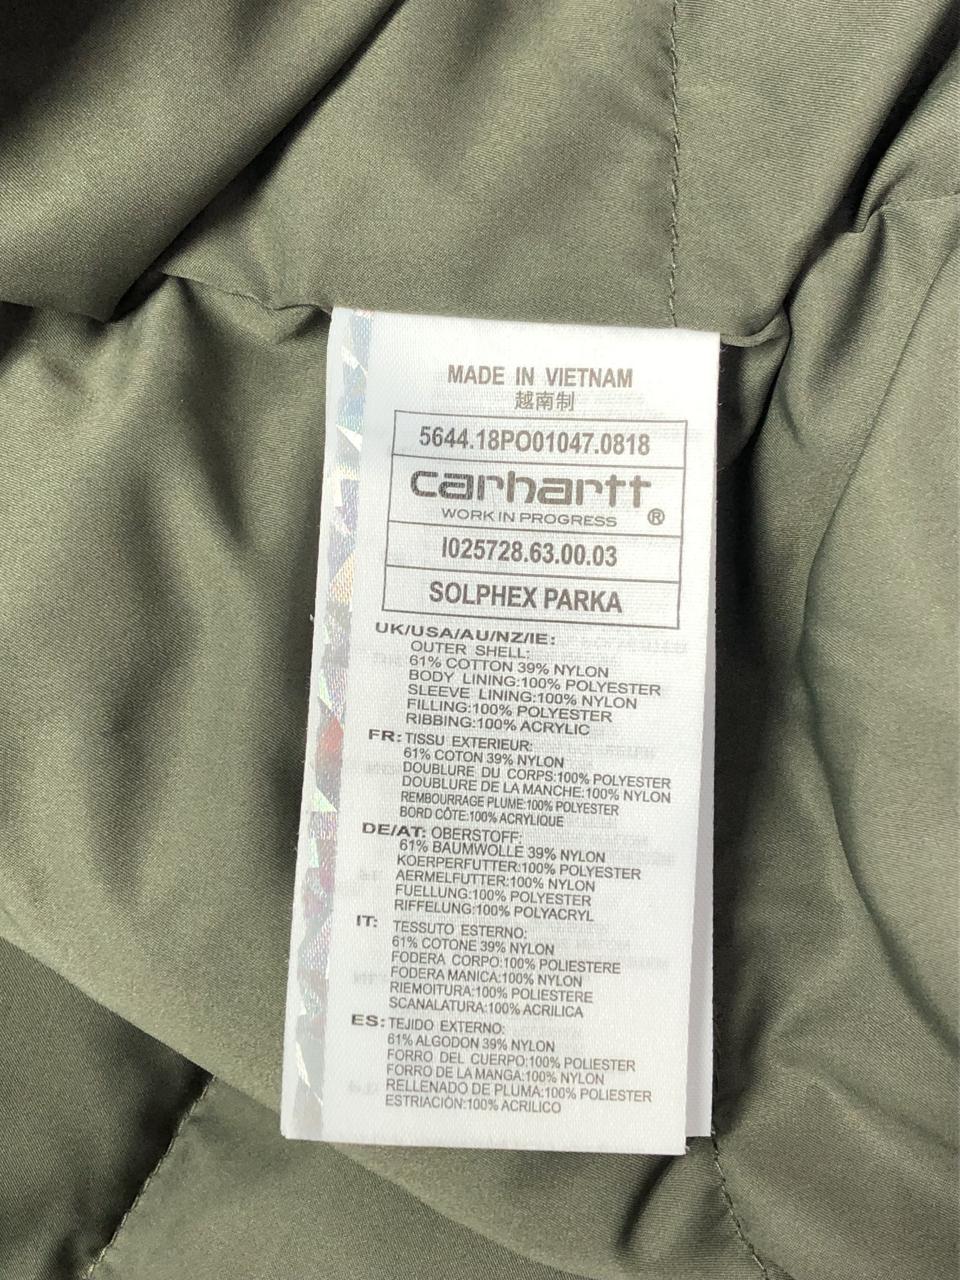 MADE IN VIETNAM
越南制
5644.18PO01047.0818
carhartt
WORK IN PROGRESS ®
I025728.63.00.03
SOLPHEX PARKA
UK/USA/AU/NZ/IE:
OUTER SHELL:
61% COTTON 39% NYLON
BODY LINING:100% POLYESTER
SLEEVE LINING:100% NYLON
FILLING:100% POLYESTER
RIBBING:100% ACRYLIC
FR: TISSU EXTERIEUR:
61% COTON 39% NYLON
DOUBLURE DU CORPS:100% POLYESTER
DOUBLURE DE LA MANCHE:100% NYLON
REMBOURRAGE PLUME:100% POLYESTER
BORD CÔTE:100% ACRYLIQUE
DE/AT: OBERSTOFF:
61% BAUMWOLLE 39% NYLON
KOERPERFUTTER:100% POLYESTER
AERMELFUTTER:100% NYLON
FUELLUNG:100% POLYESTER
RIFFELUNG:100% POLYACRYL
IT: TESSUTO ESTERNO:
61% COTONE 39% NYLON
FODERA CORPO:100% POLIESTERE
FODERA MANICA:100% NYLON
RIEMOITURA:100% POLIESTERE
SCANALATURA:100% ACRILICA
ES: TEJIDO EXTERNO:
61% ALGODON 39% NYLON
FORRO DEL CUERPO:100% POLIESTER
FORRO DE LA MANGA:100% NYLON
RELLENADO DE PLUMA:100% POLIESTER
ESTRIACIÓN:100% ACRILICO